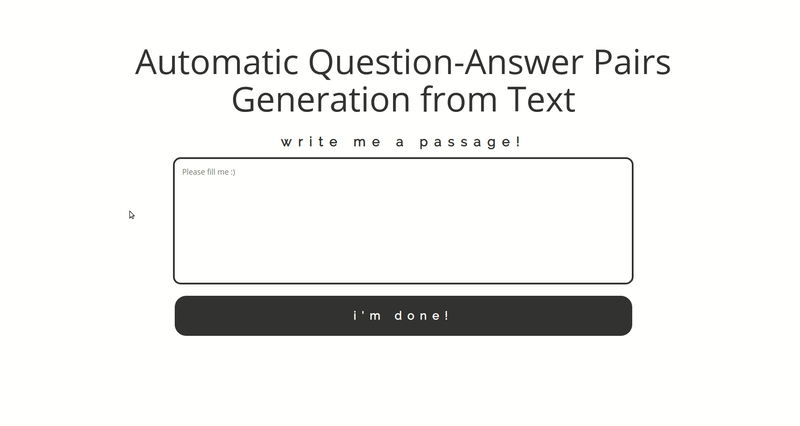 Automatic Question-Answer Pairs
Generation from Text
write me a passage!
Please fill me :)
i'm done!